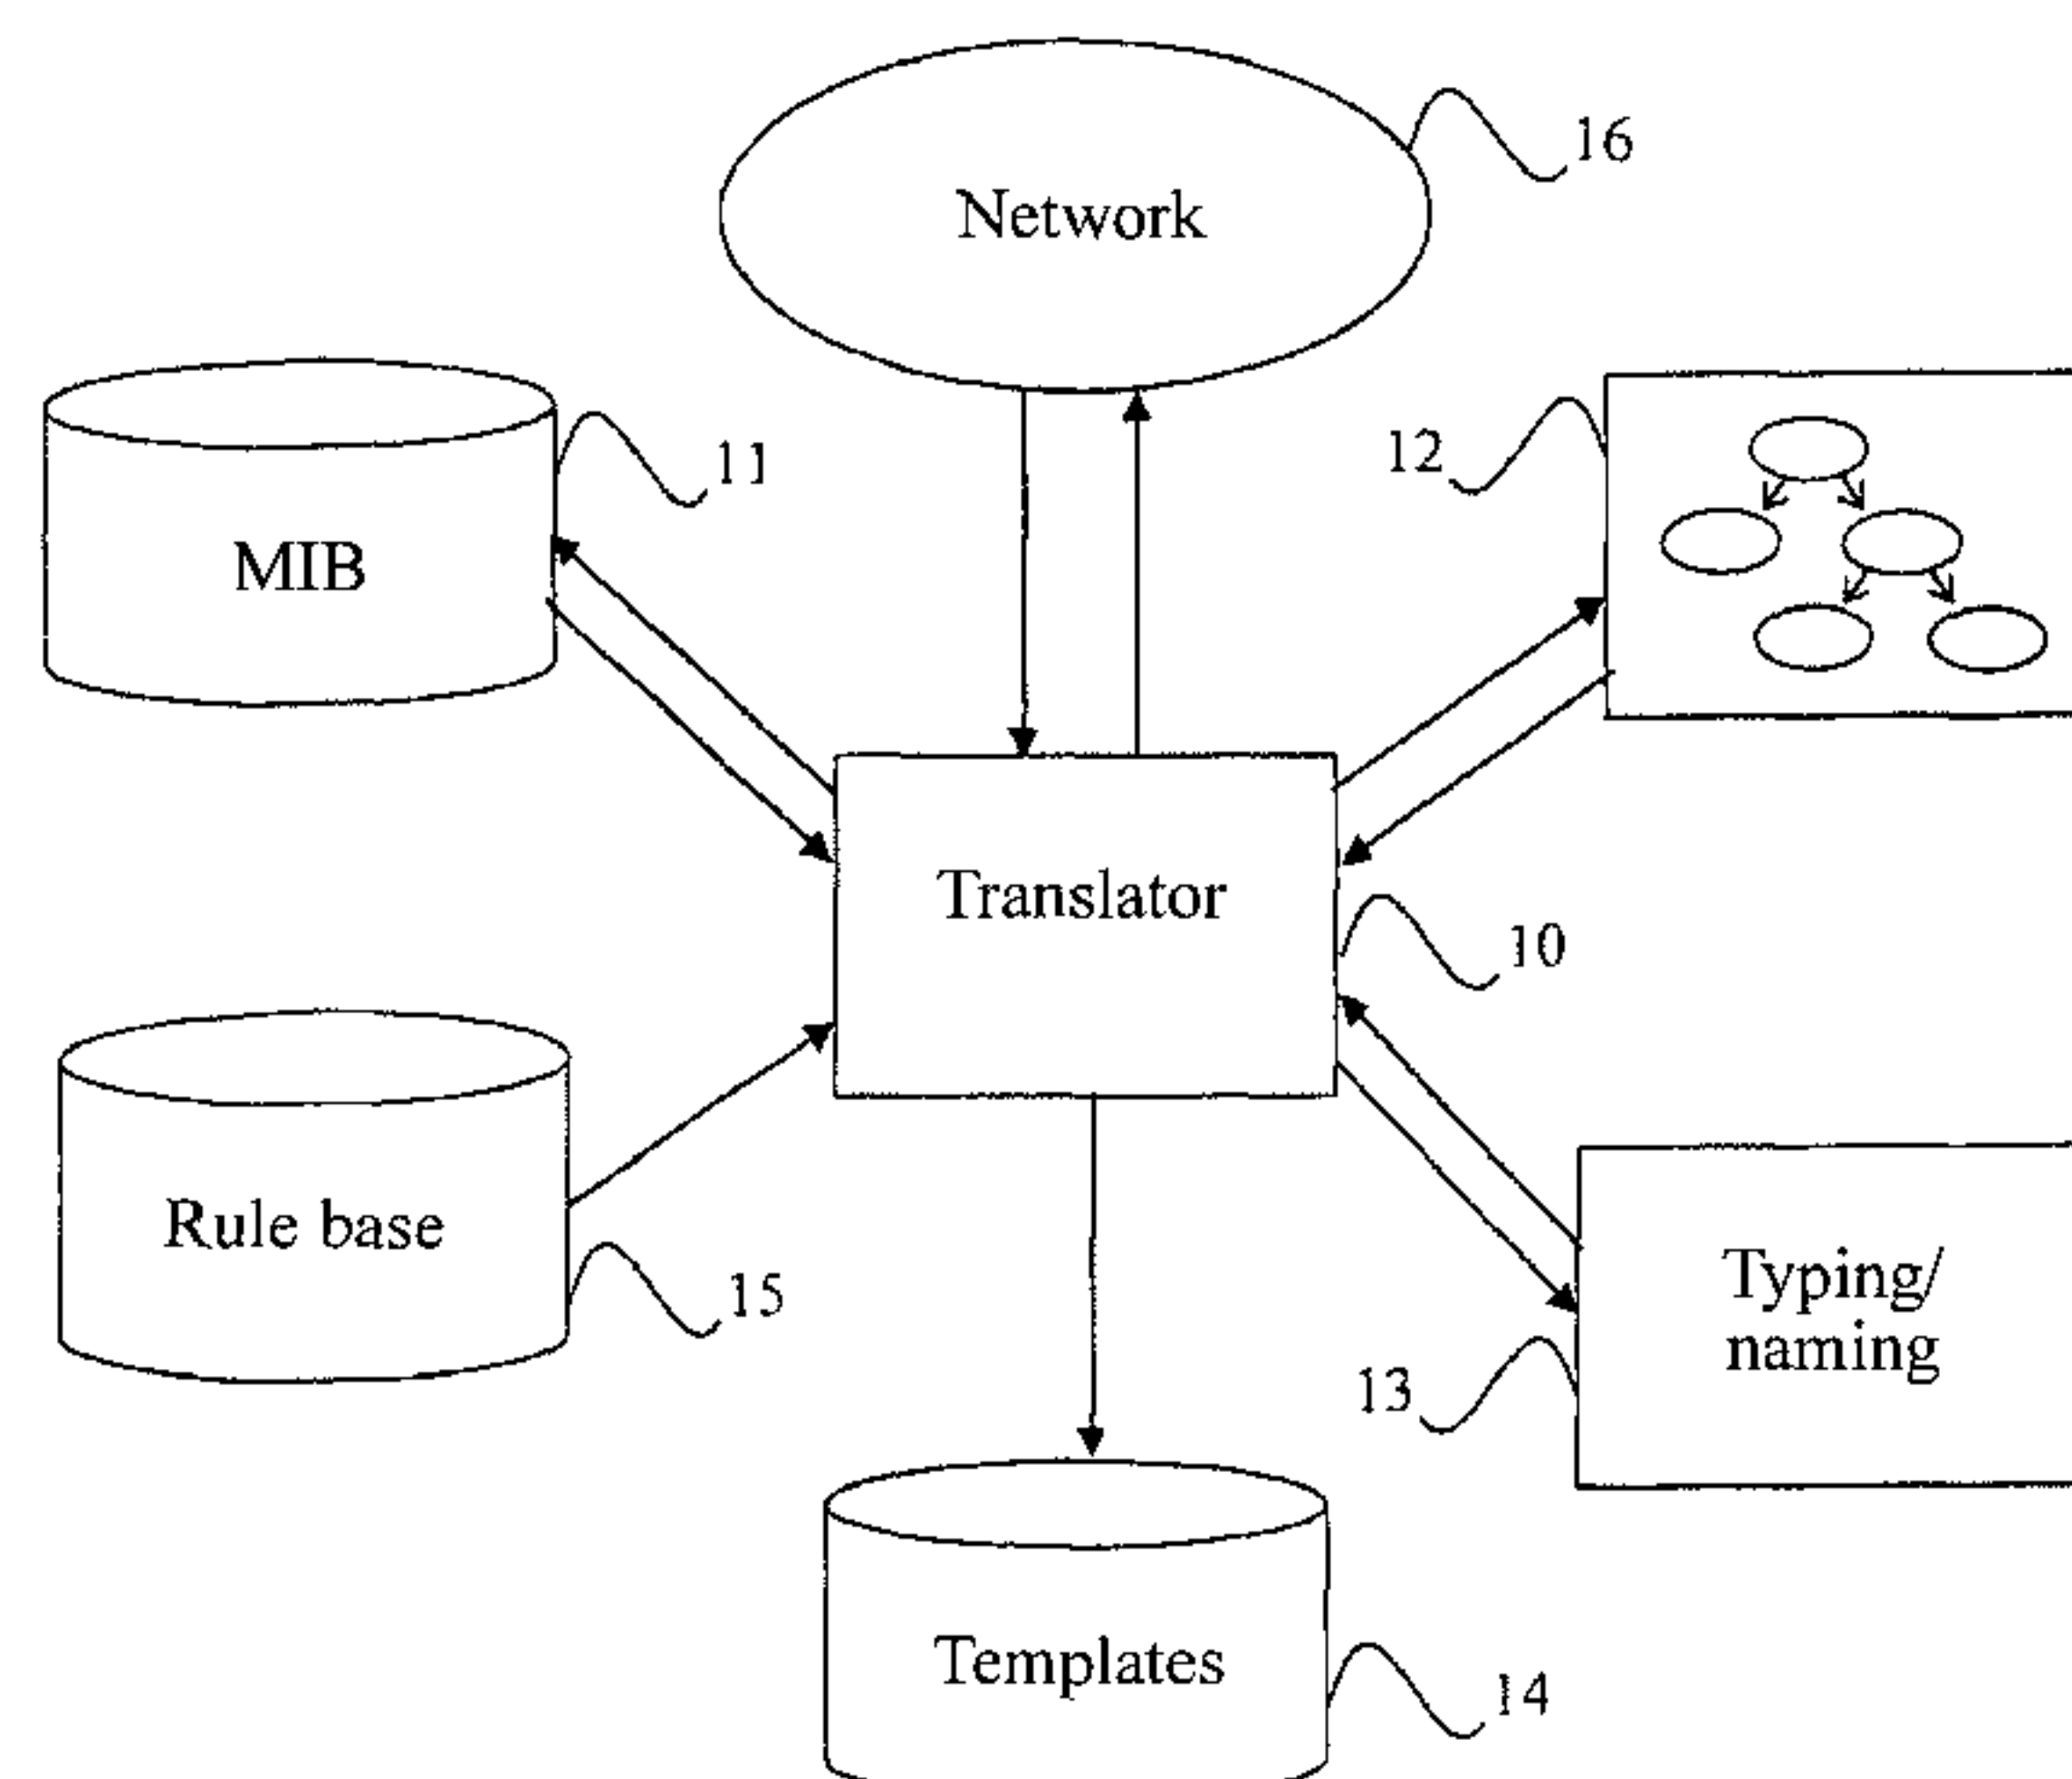 Network
16
11
12
MIB
Translator
10
Rule base
15
Typing/
naming
13
Templates
14